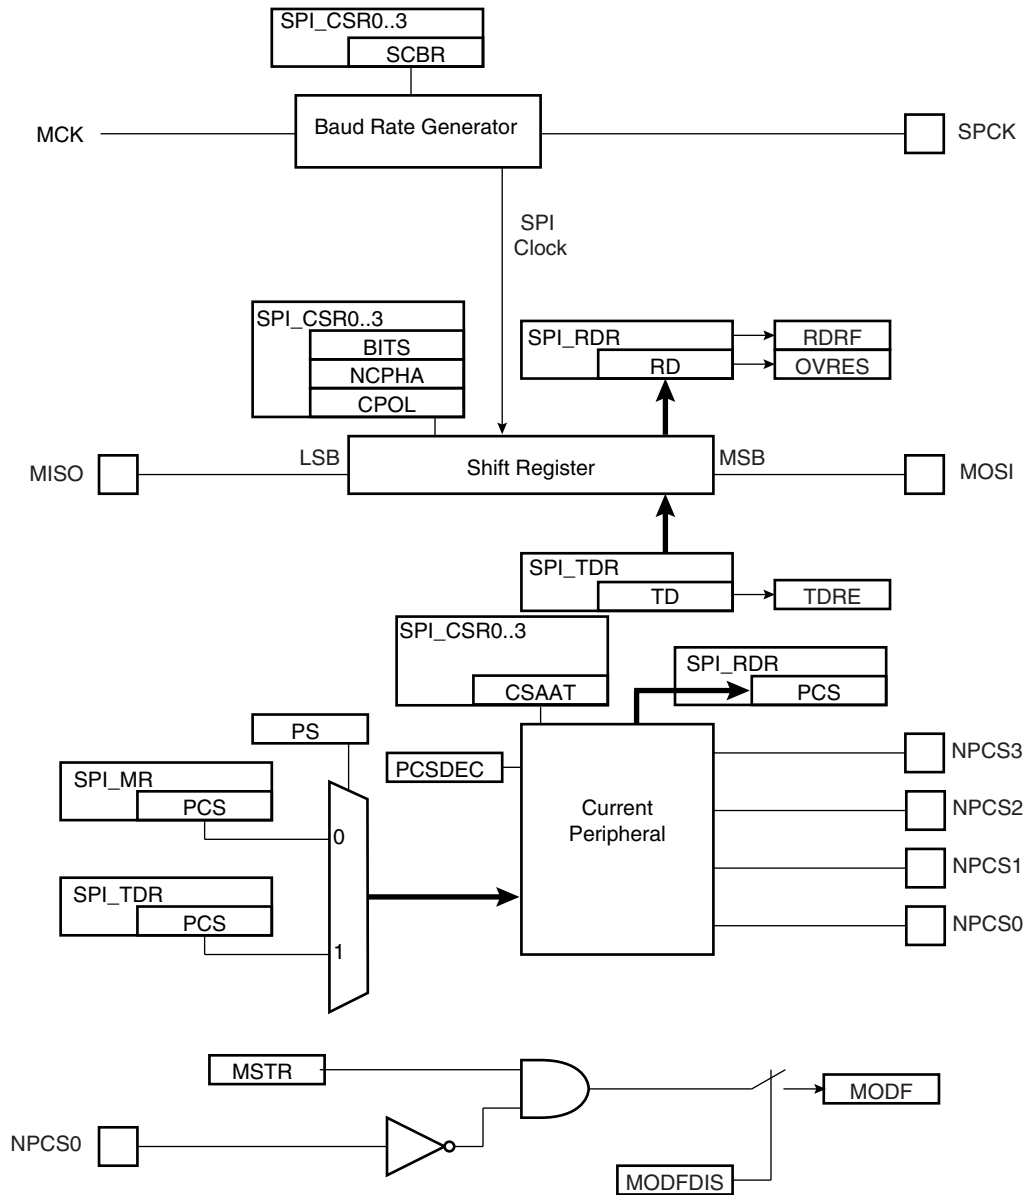 SPI_CSR0..3
SCBR
MCK
Baud Rate Generator
SPCK
SPI
Clock
SPI_CSR0..3
BITS
NCPHA
CPOL
SPI_RDR
RD
RDRF
OVRES
MISO
LSB
Shift Register
MSB
MOSI
SPI_TDR
TD
TDRE
SPI_CSR0..3
CSAAT
SPI_RDR
PCS
PS
PCSDEC
SPI_MR
PCS
0
SPI_TDR
PCS
1
Current
Peripheral
NPCS3
NPCS2
NPCS1
NPCS0
MSTR
MODF
NPCS0
MODFDIS